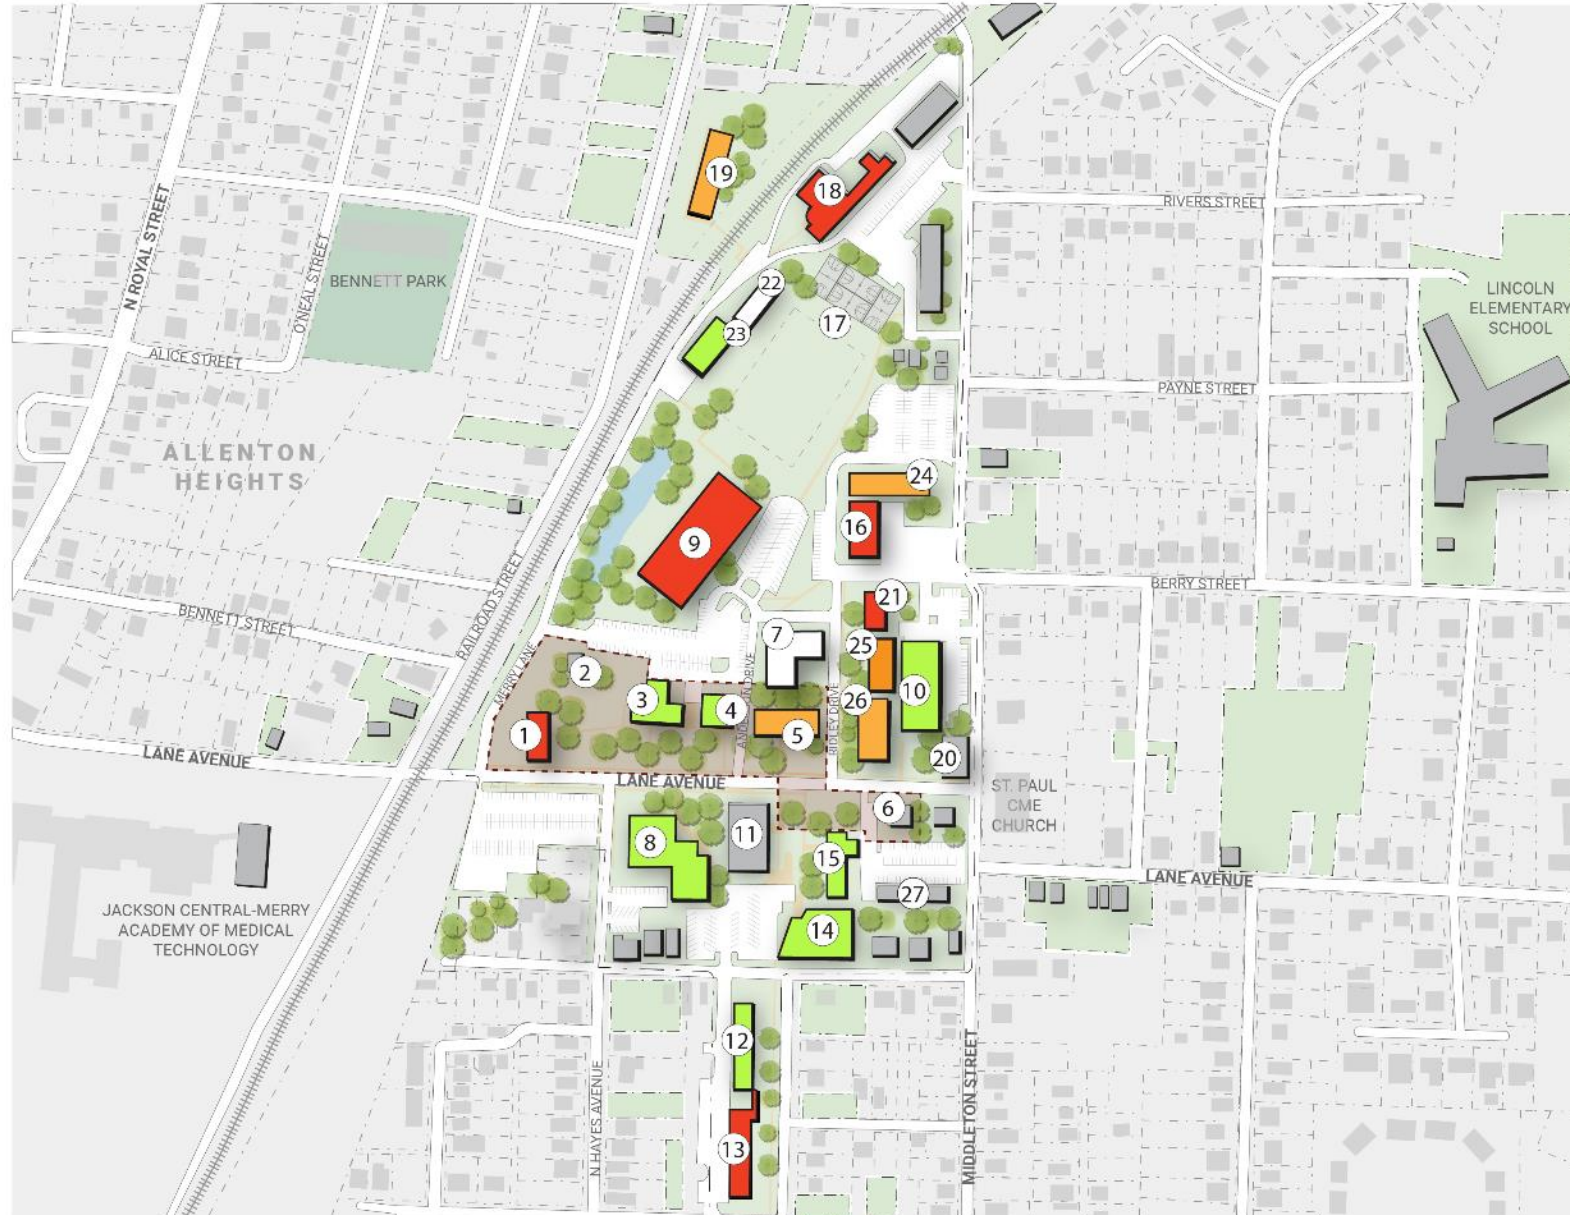 19
18
RIVERS STREET
N ROYAL STREET
O'NEAL STREET
BENNETT PARK
22
23
17
LINCOLN
ELEMENTARY
SCHOOL
ALICE STREET
PAYNE STREET
ALLENTON
HEIGHTS
24
16
9
BERRY STREET
RAILROAD STREET
BENNETT STREET
21
7
25
10
MERRY LANE
2
3
4
26
RIDLEY DRIVE
1
5
20
LANE AVENUE
LANE AVENUE
6
ST. PAUL
CME
CHURCH
8
11
15
27
LANE AVENUE
JACKSON CENTRAL-MERRY
ACADEMY OF MEDICAL
TECHNOLOGY
14
12
N HAYES AVENUE
MIDDLETON STREET
13